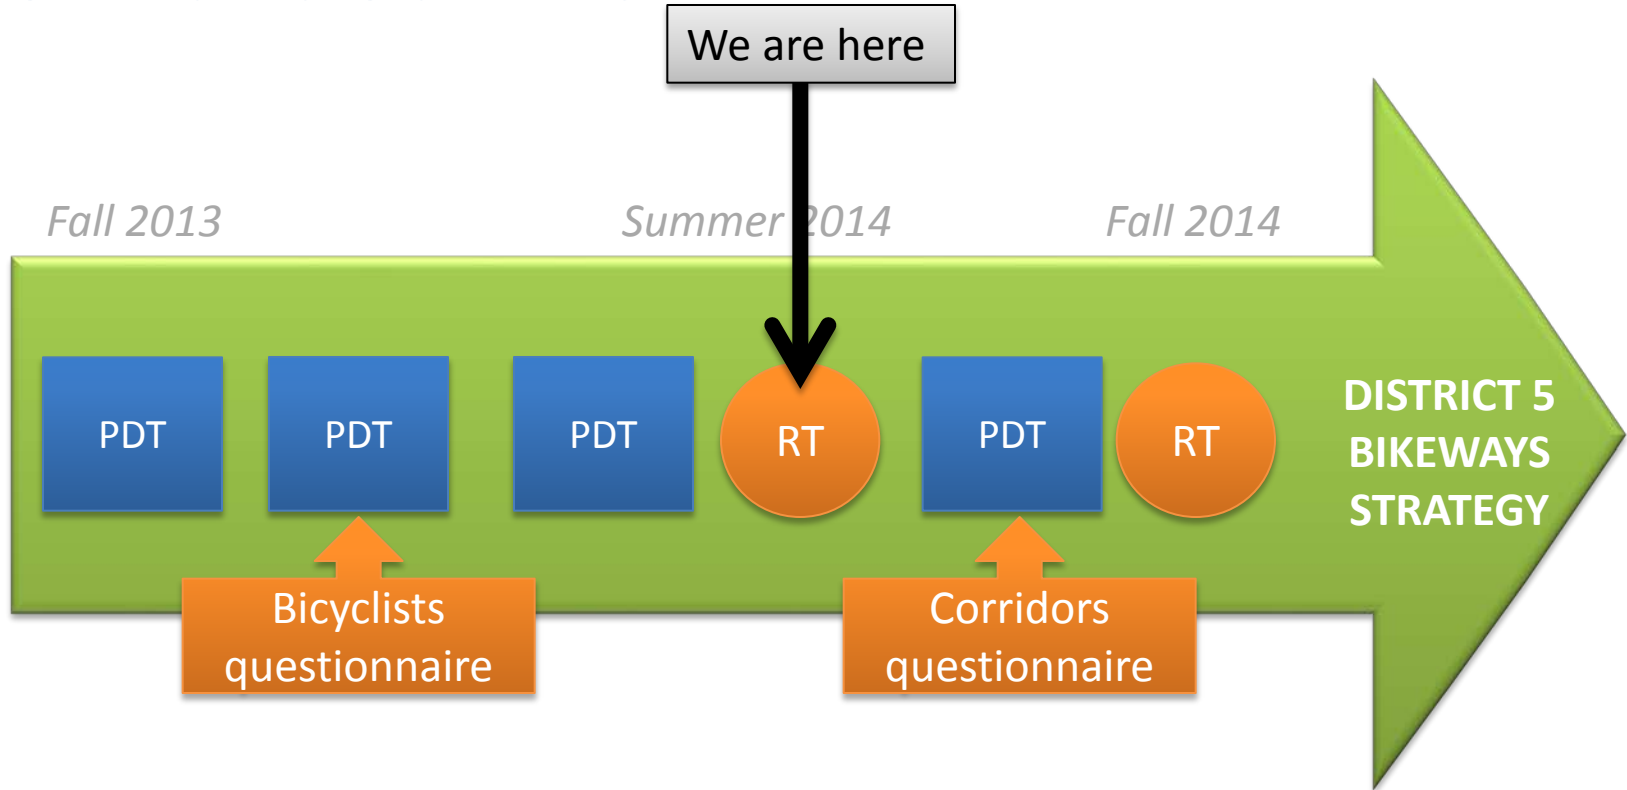 We are here
Fall 2013
Summer 2014
Fall 2014
PDT
PDT
PDT
RT
PDT
RT
DISTRICT 5
BIKEWAYS
STRATEGY
Bicyclists
questionnaire
Corridors
questionnaire